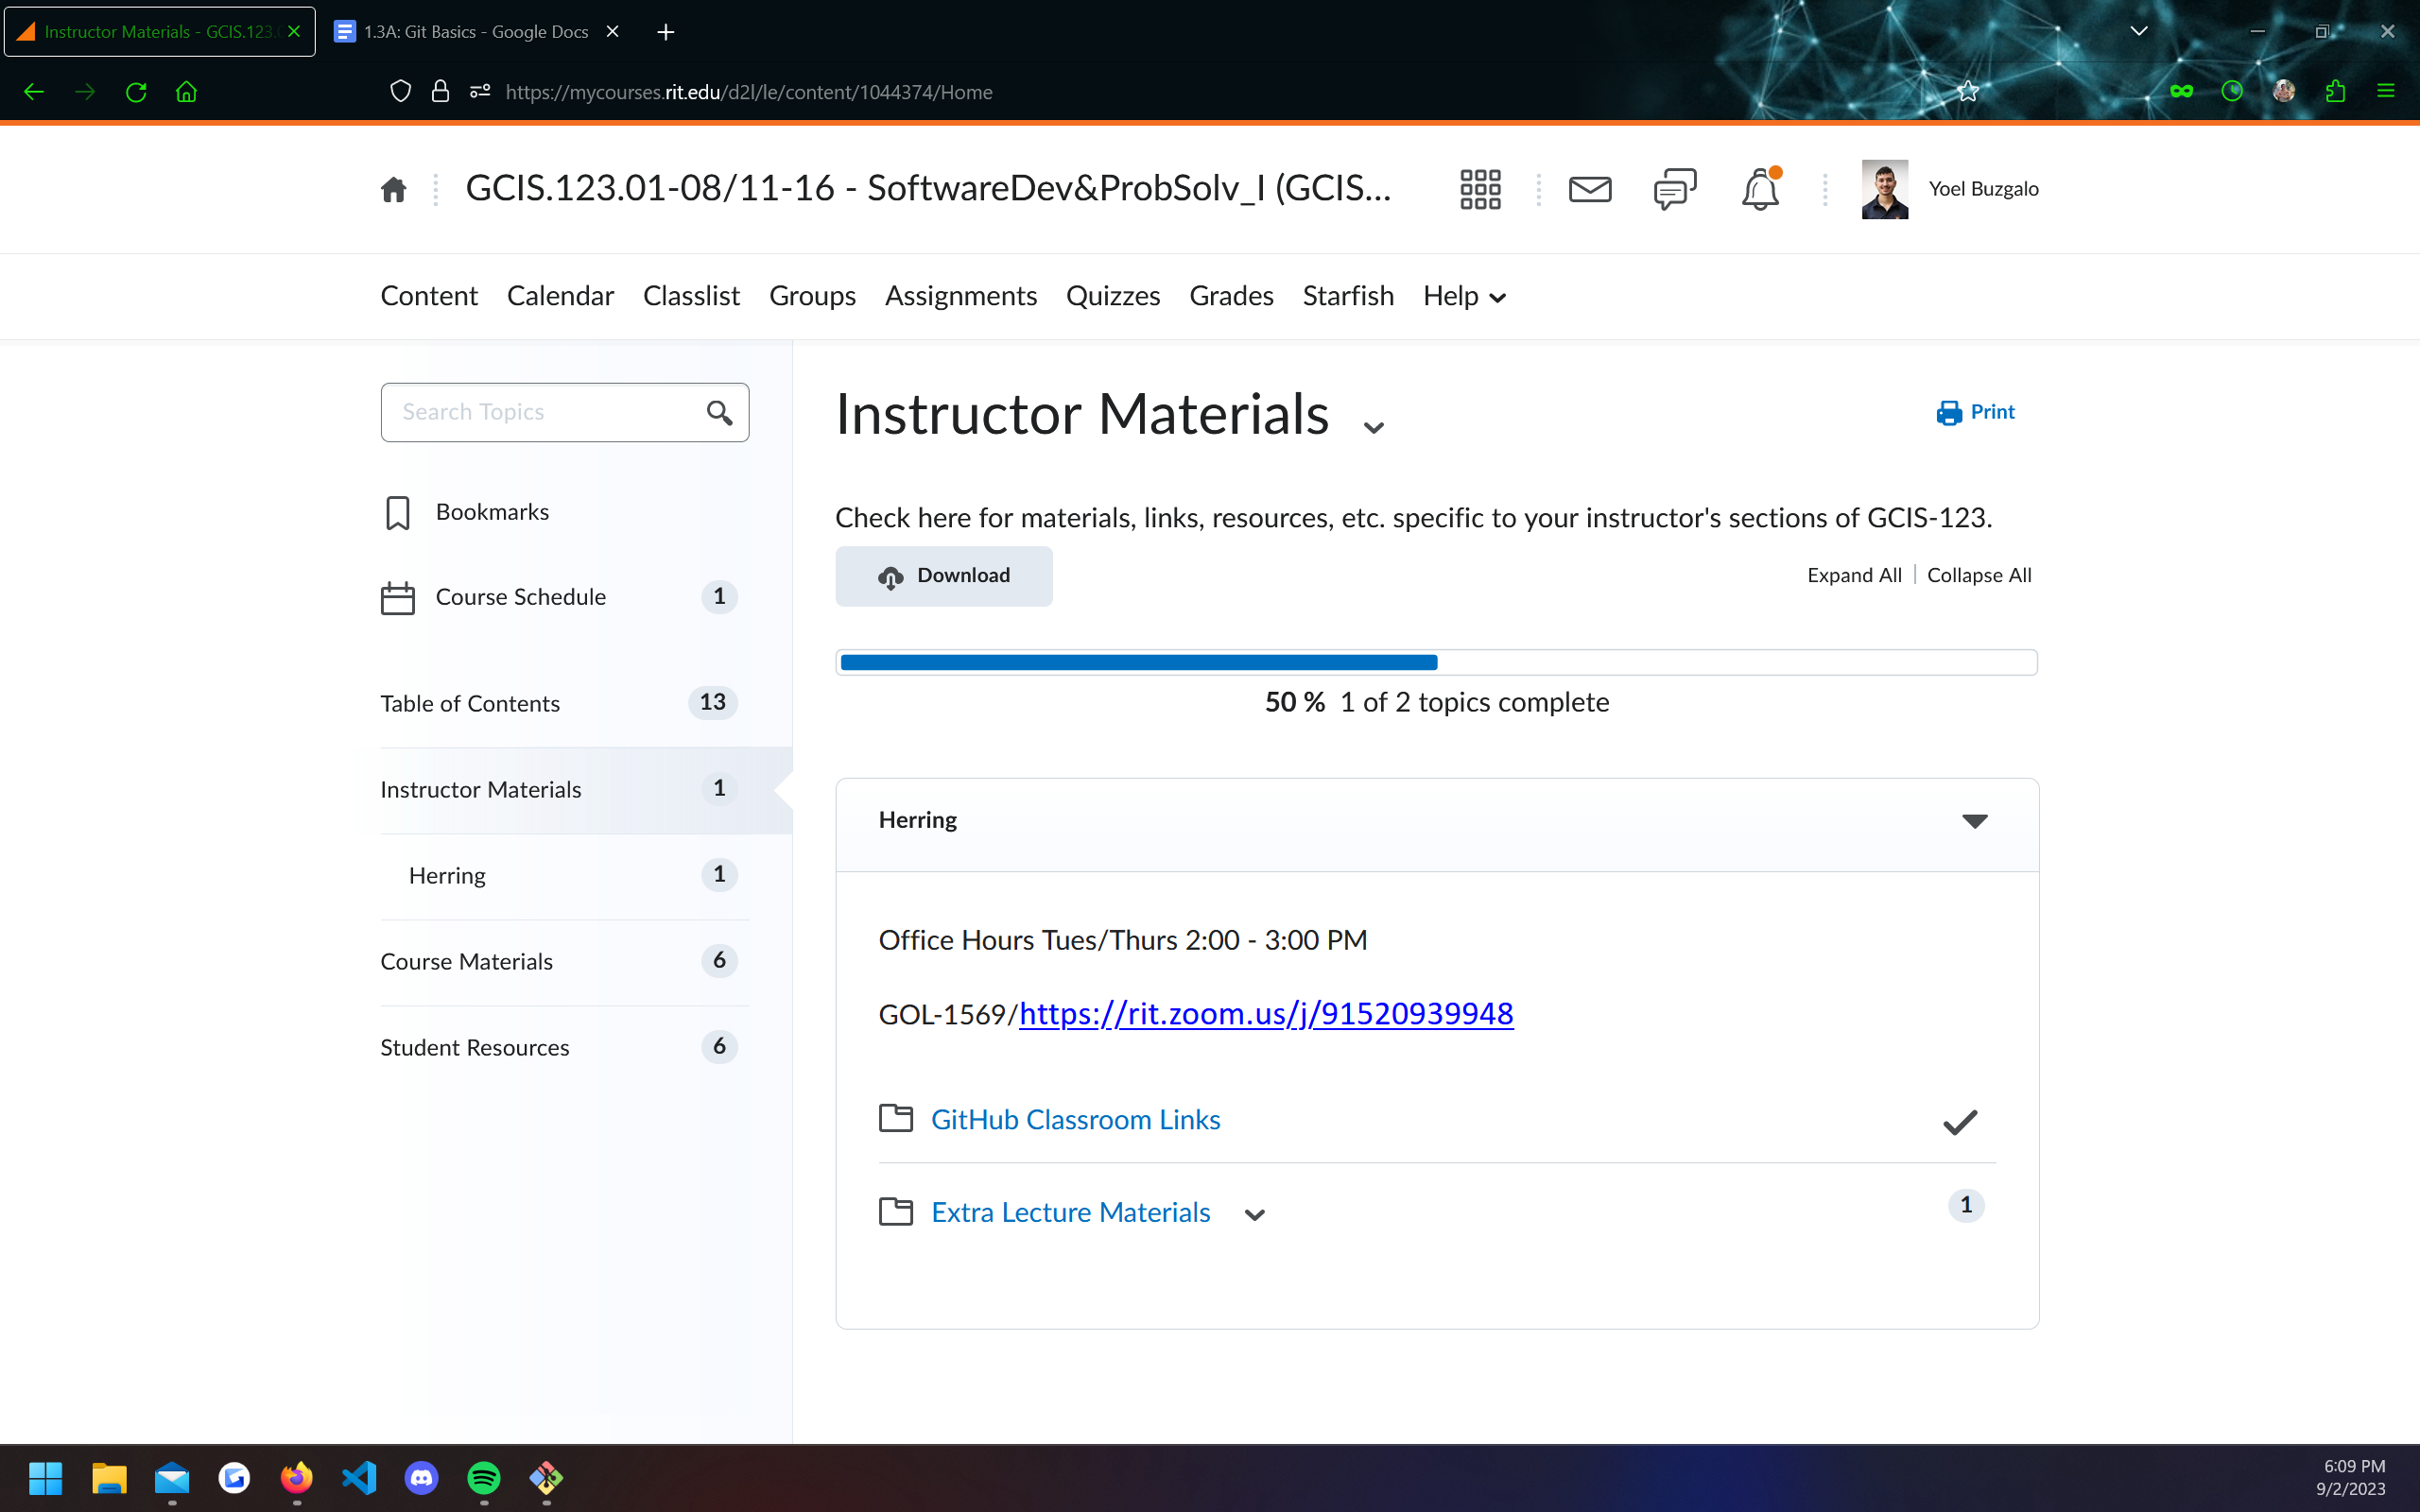 Instructor Materials - GCIS.123.
1.3A: Git Basics - Google Docs
https://mycourses.rit.edu/d2l/le/content/1044374/Home
GCIS.123.01-08/11-16 - SoftwareDev&ProbSolv_I (GCIS...
Yoel Buzgalo
Content Calendar Classlist Groups Assignments Quizzes Grades Starfish Help
Search Topics
Bookmarks
Course Schedule 1
Table of Contents 13
Instructor Materials 1
Herring 1
Course Materials 6
Student Resources 6
Instructor Materials
Print
Check here for materials, links, resources, etc. specific to your instructor's sections of GCIS-123.
Download
Expand All | Collapse All
50 % 1 of 2 topics complete
Herring
Office Hours Tues/Thurs 2:00 - 3:00 PM
GOL-1569/https://rit.zoom.us/j/91520939948
GitHub Classroom Links
Extra Lecture Materials 1
6:09 PM
9/2/2023